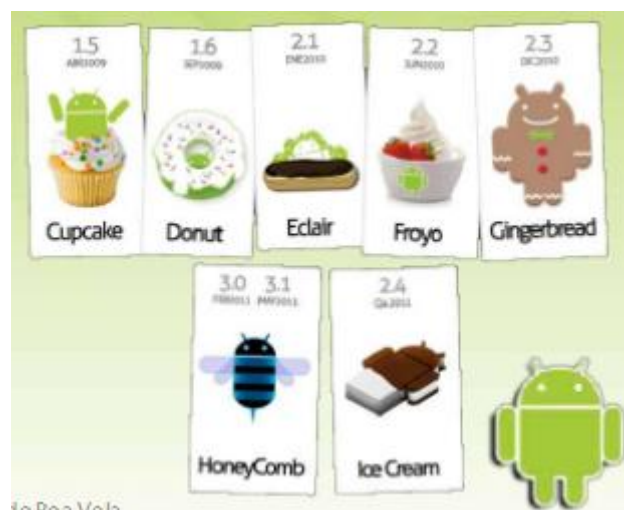 1.5
ABR2009
Cupcake
1.6
SEP2009
Donut
2.1
ENE2010
Eclair
2.2
JUN2010
Froyo
2.3
DIC2010
Gingerbread
3.0 3.1
FEB2011 MAY2011
HoneyComb
2.4
2011
Ice Cream